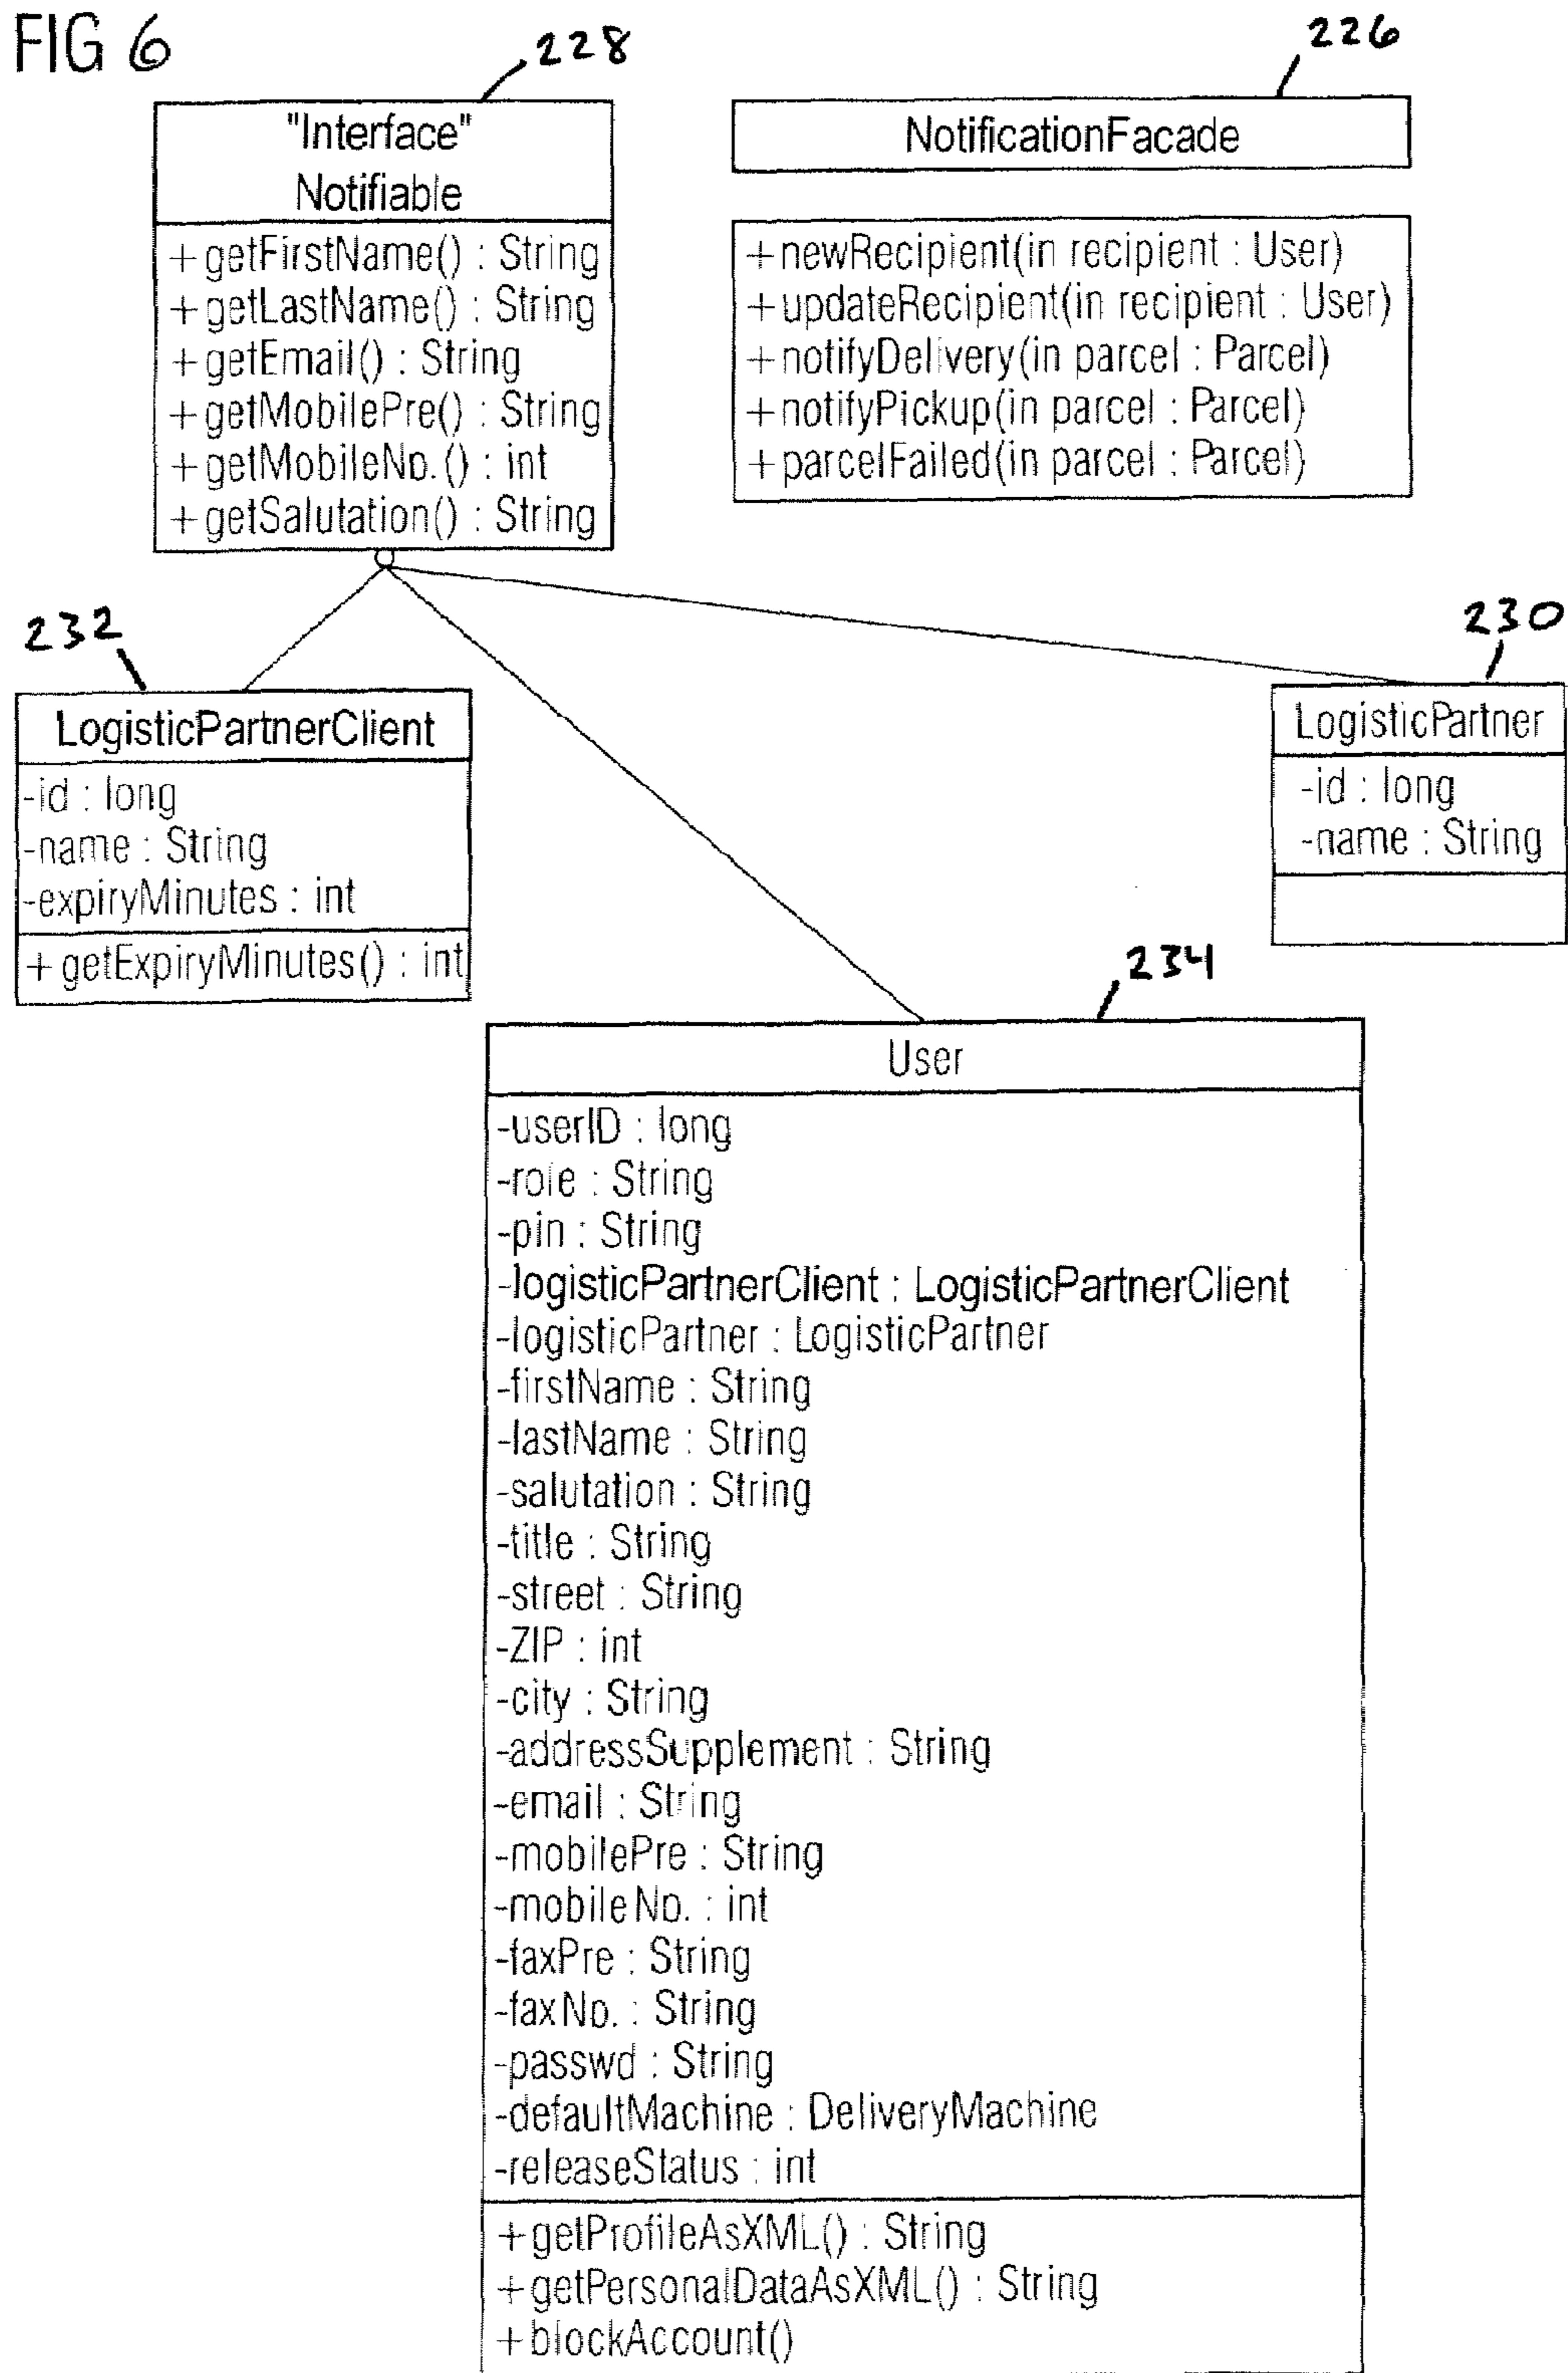 FIG 6
228
"Interface"
Notifiable
+getFirstName() : String
+getLastName() : String
+getEmail() : String
+getMobilePre() : String
+getMobileNo.() : int
+getSalutation() : String
226
NotificationFacade
+newRecipient(in recipient : User)
+updateRecipient(in recipient : User)
+notifyDelivery(in parcel : Parcel)
+notifyPickup(in parcel : Parcel)
+parcelFailed(in parcel : Parcel)
232
LogisticPartnerClient
-id : long
-name : String
-expiryMinutes : int
+getExpiryMinutes() : int
230
LogisticPartner
-id : long
-name : String
234
User
-userID : long
-role : String
-pin : String
-logisticPartnerClient : LogisticPartnerClient
-logisticPartner : LogisticPartner
-firstName : String
-lastName : String
-salutation : String
-title : String
-street : String
-ZIP : int
-city : String
-addressSupplement : String
-email : String
-mobilePre : String
-mobileNo. : int
-faxPre : String
-faxNo. : String
-passwd : String
-defaultMachine : DeliveryMachine
-releaseStatus : int
+getProfileAsXML() : String
+getPersonalDataAsXML() : String
+blockAccount()